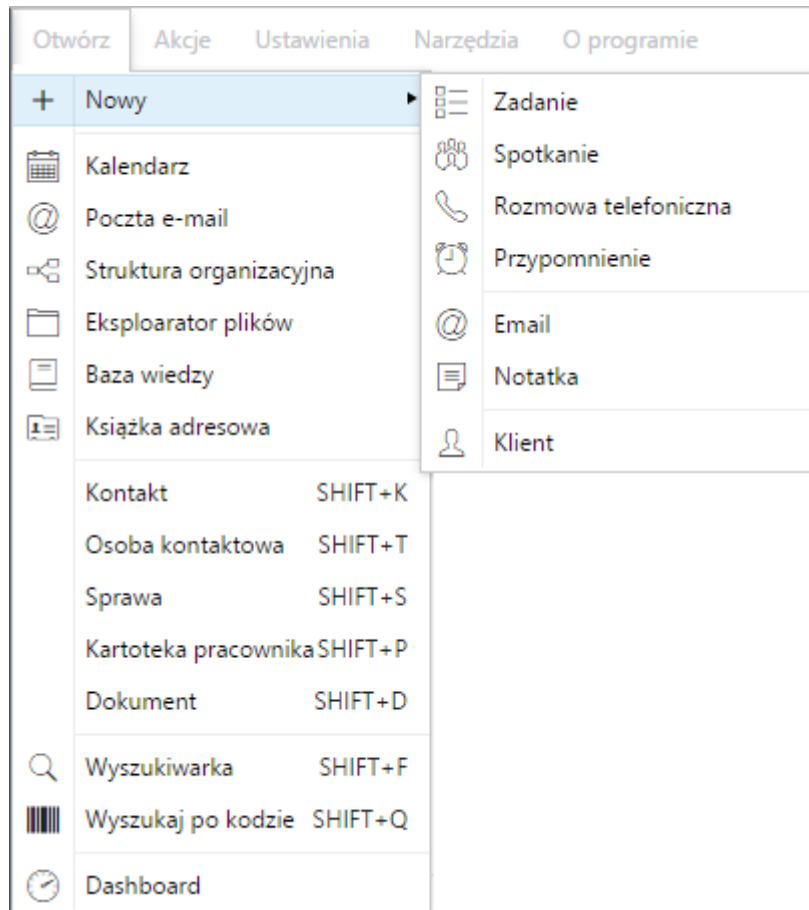 Otwórz Akcje Ustawienia Narzędzia O programie
Nowy
Kalendarz
Poczta e-mail
Struktura organizacyjna
Eksploarator plików
Baza wiedzy
Książka adresowa
Kontakt SHIFT+K
Osoba kontaktowa SHIFT+T
Sprawa SHIFT+S
Kartoteka pracownika SHIFT+P
Dokument SHIFT+D
Wyszukiwarka SHIFT+F
Wyszukaj po kodzie SHIFT+Q
Dashboard
Zadanie
Spotkanie
Rozmowa telefoniczna
Przypomnienie
Email
Notatka
Klient